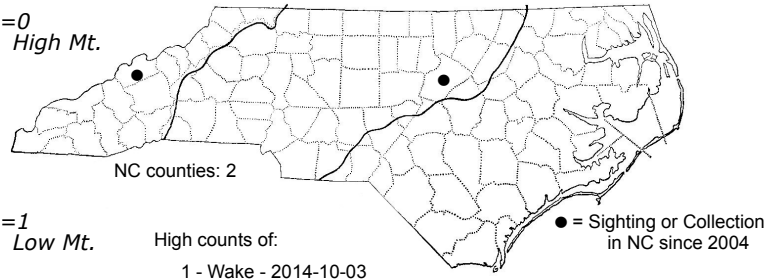 =0
High Mt.
NC counties: 2
=1
Low Mt.
High counts of:
1 - Wake - 2014-10-03
● = Sighting or Collection
in NC since 2004